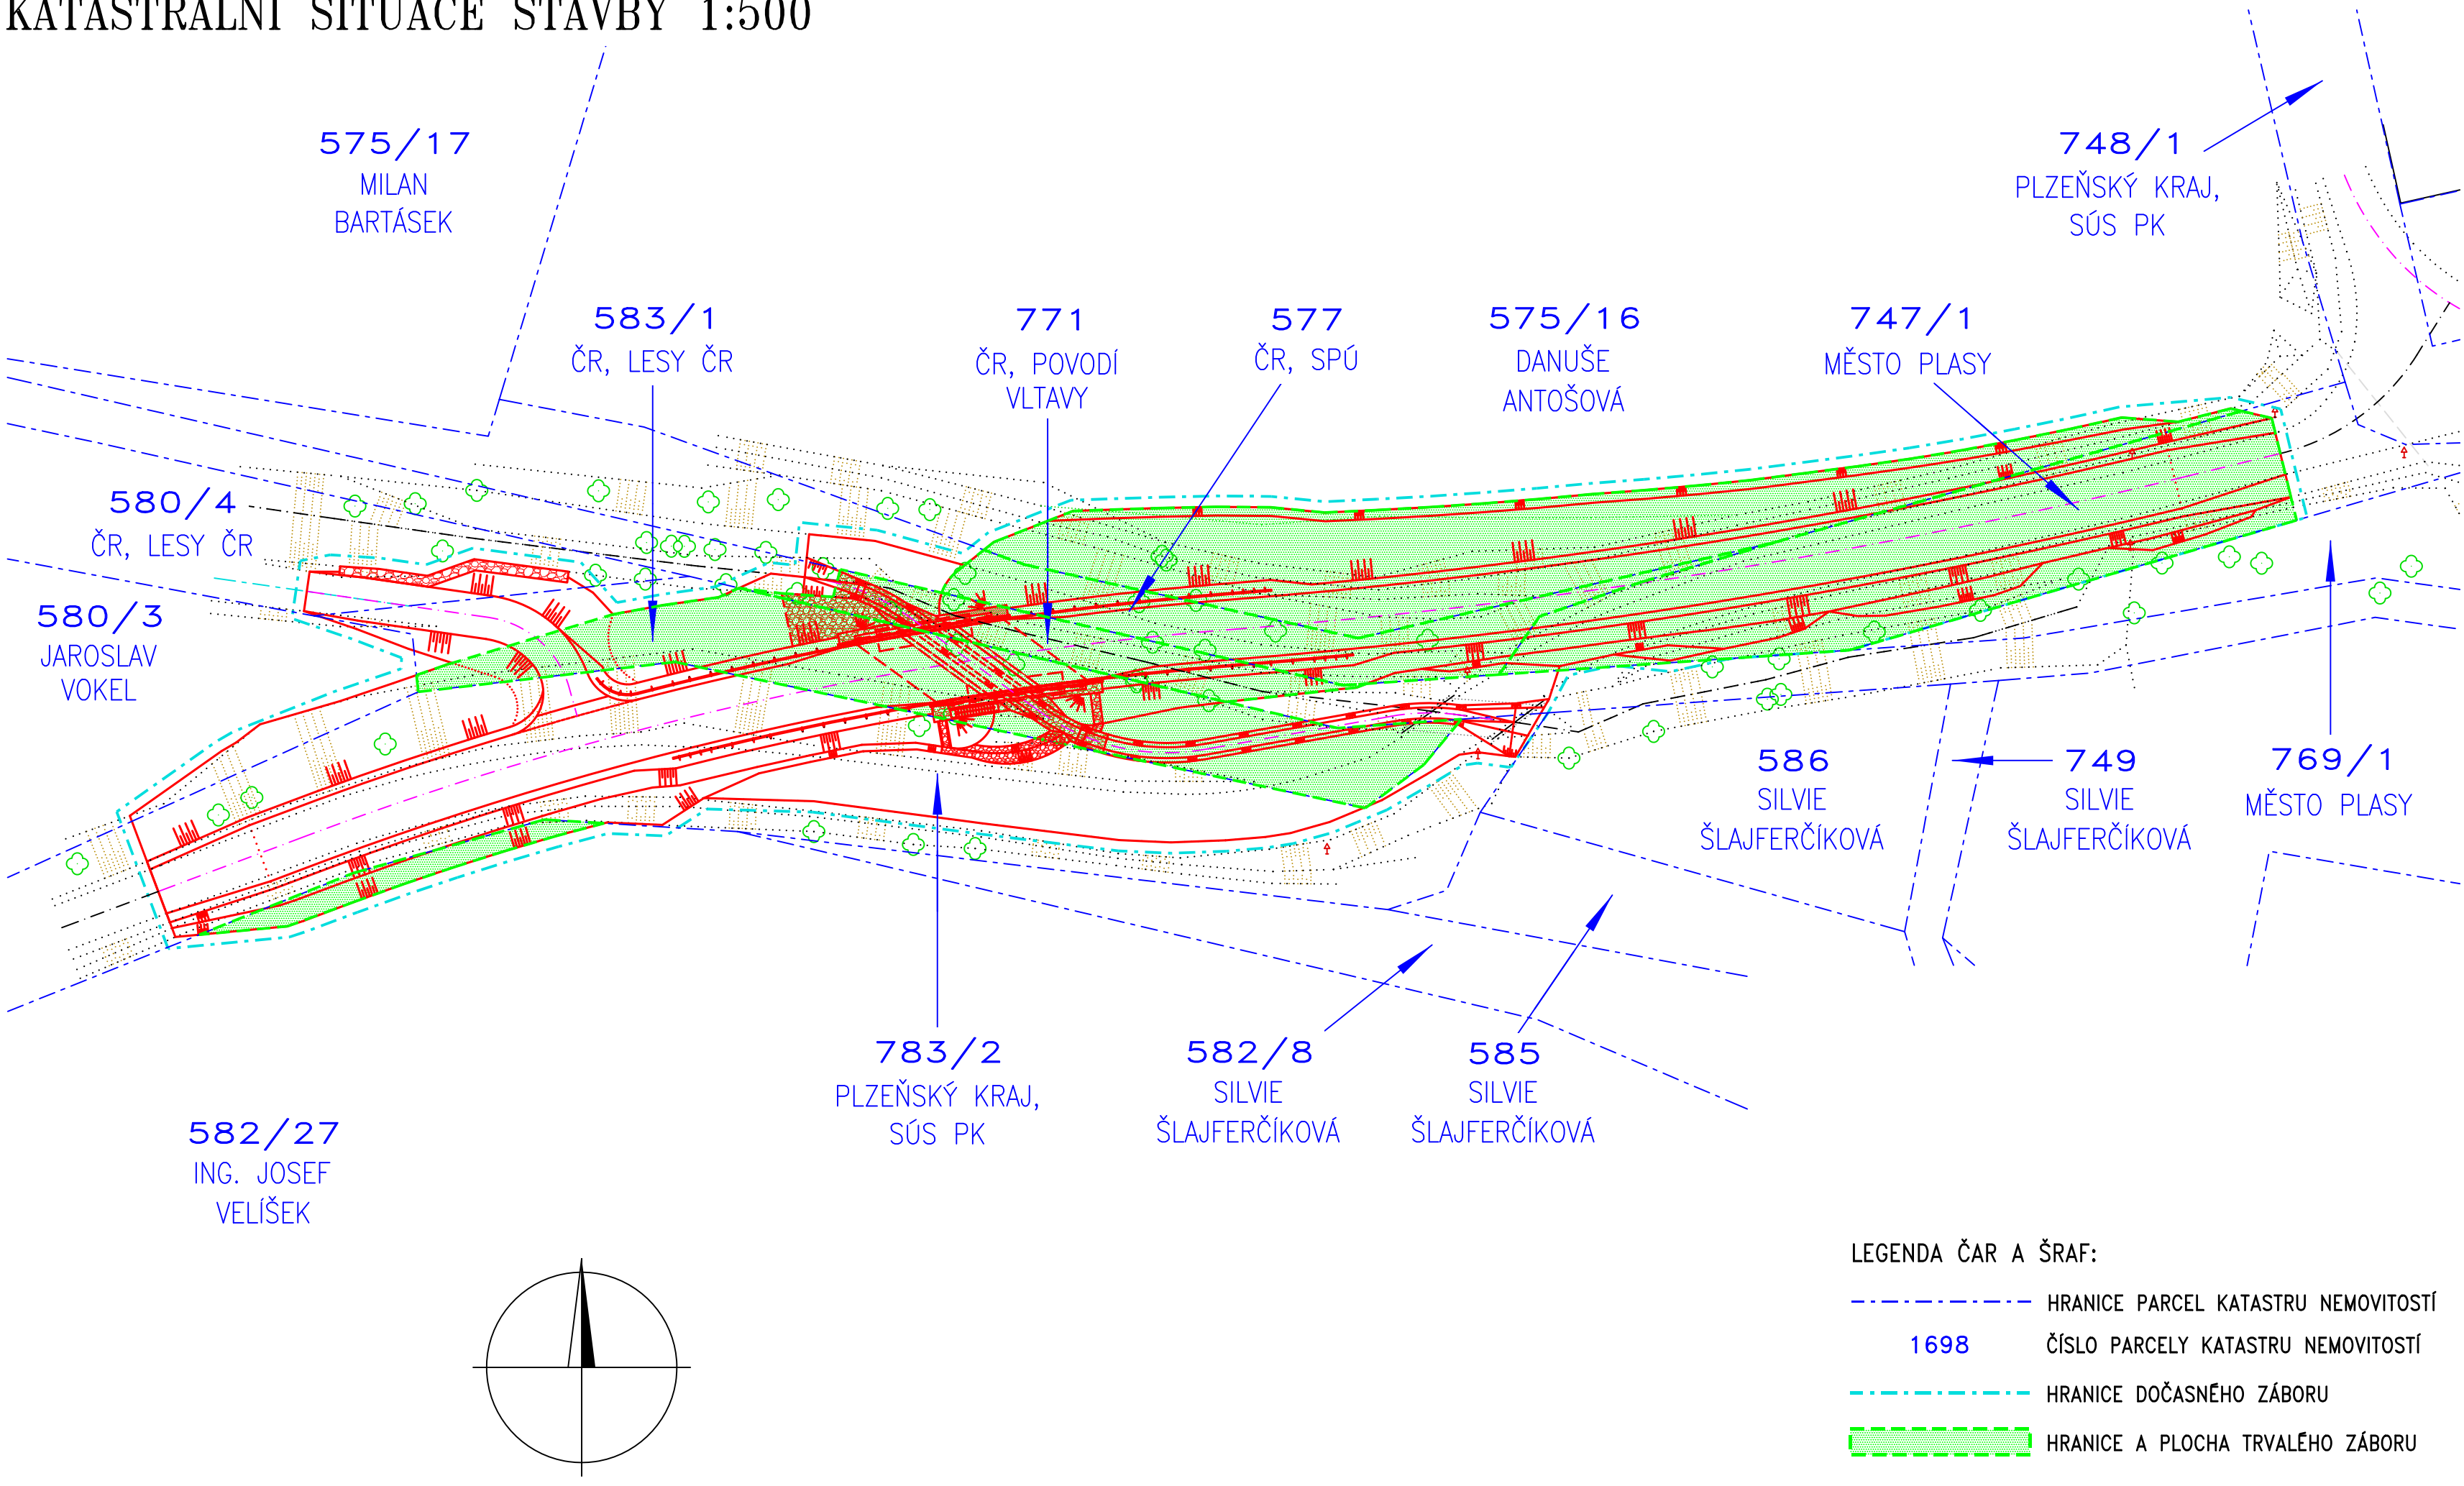 KATASTRÁLNÍ SITUACE STAVBY 1:500
575/17
MILAN
BARTÁSEK
748/1
PLZEŇSKÝ KRAJ,
SÚS PK
583/1
ČR, LESY ČR
771
ČR, POVODÍ
VLTAVY
577
ČR, SPÚ
575/16
DANUŠE
ANTOŠOVÁ
747/1
MĚSTO PLASY
580/4
ČR, LESY ČR
580/3
JAROSLAV
VOKEL
586
SILVIE
ŠLAJFERČÍKOVÁ
749
SILVIE
ŠLAJFERČÍKOVÁ
769/1
MĚSTO PLASY
783/2
PLZEŇSKÝ KRAJ,
SÚS PK
582/8
SILVIE
ŠLAJFERČÍKOVÁ
585
SILVIE
ŠLAJFERČÍKOVÁ
582/27
ING. JOSEF
VELÍŠEK
LEGENDA ČAR A ŠRAF:
HRANICE PARCEL KATASTRU NEMOVITOSTÍ
1698 ČÍSLO PARCELY KATASTRU NEMOVITOSTÍ
HRANICE DOČASNÉHO ZÁBORU
HRANICE A PLOCHA TRVALÉHO ZÁBORU